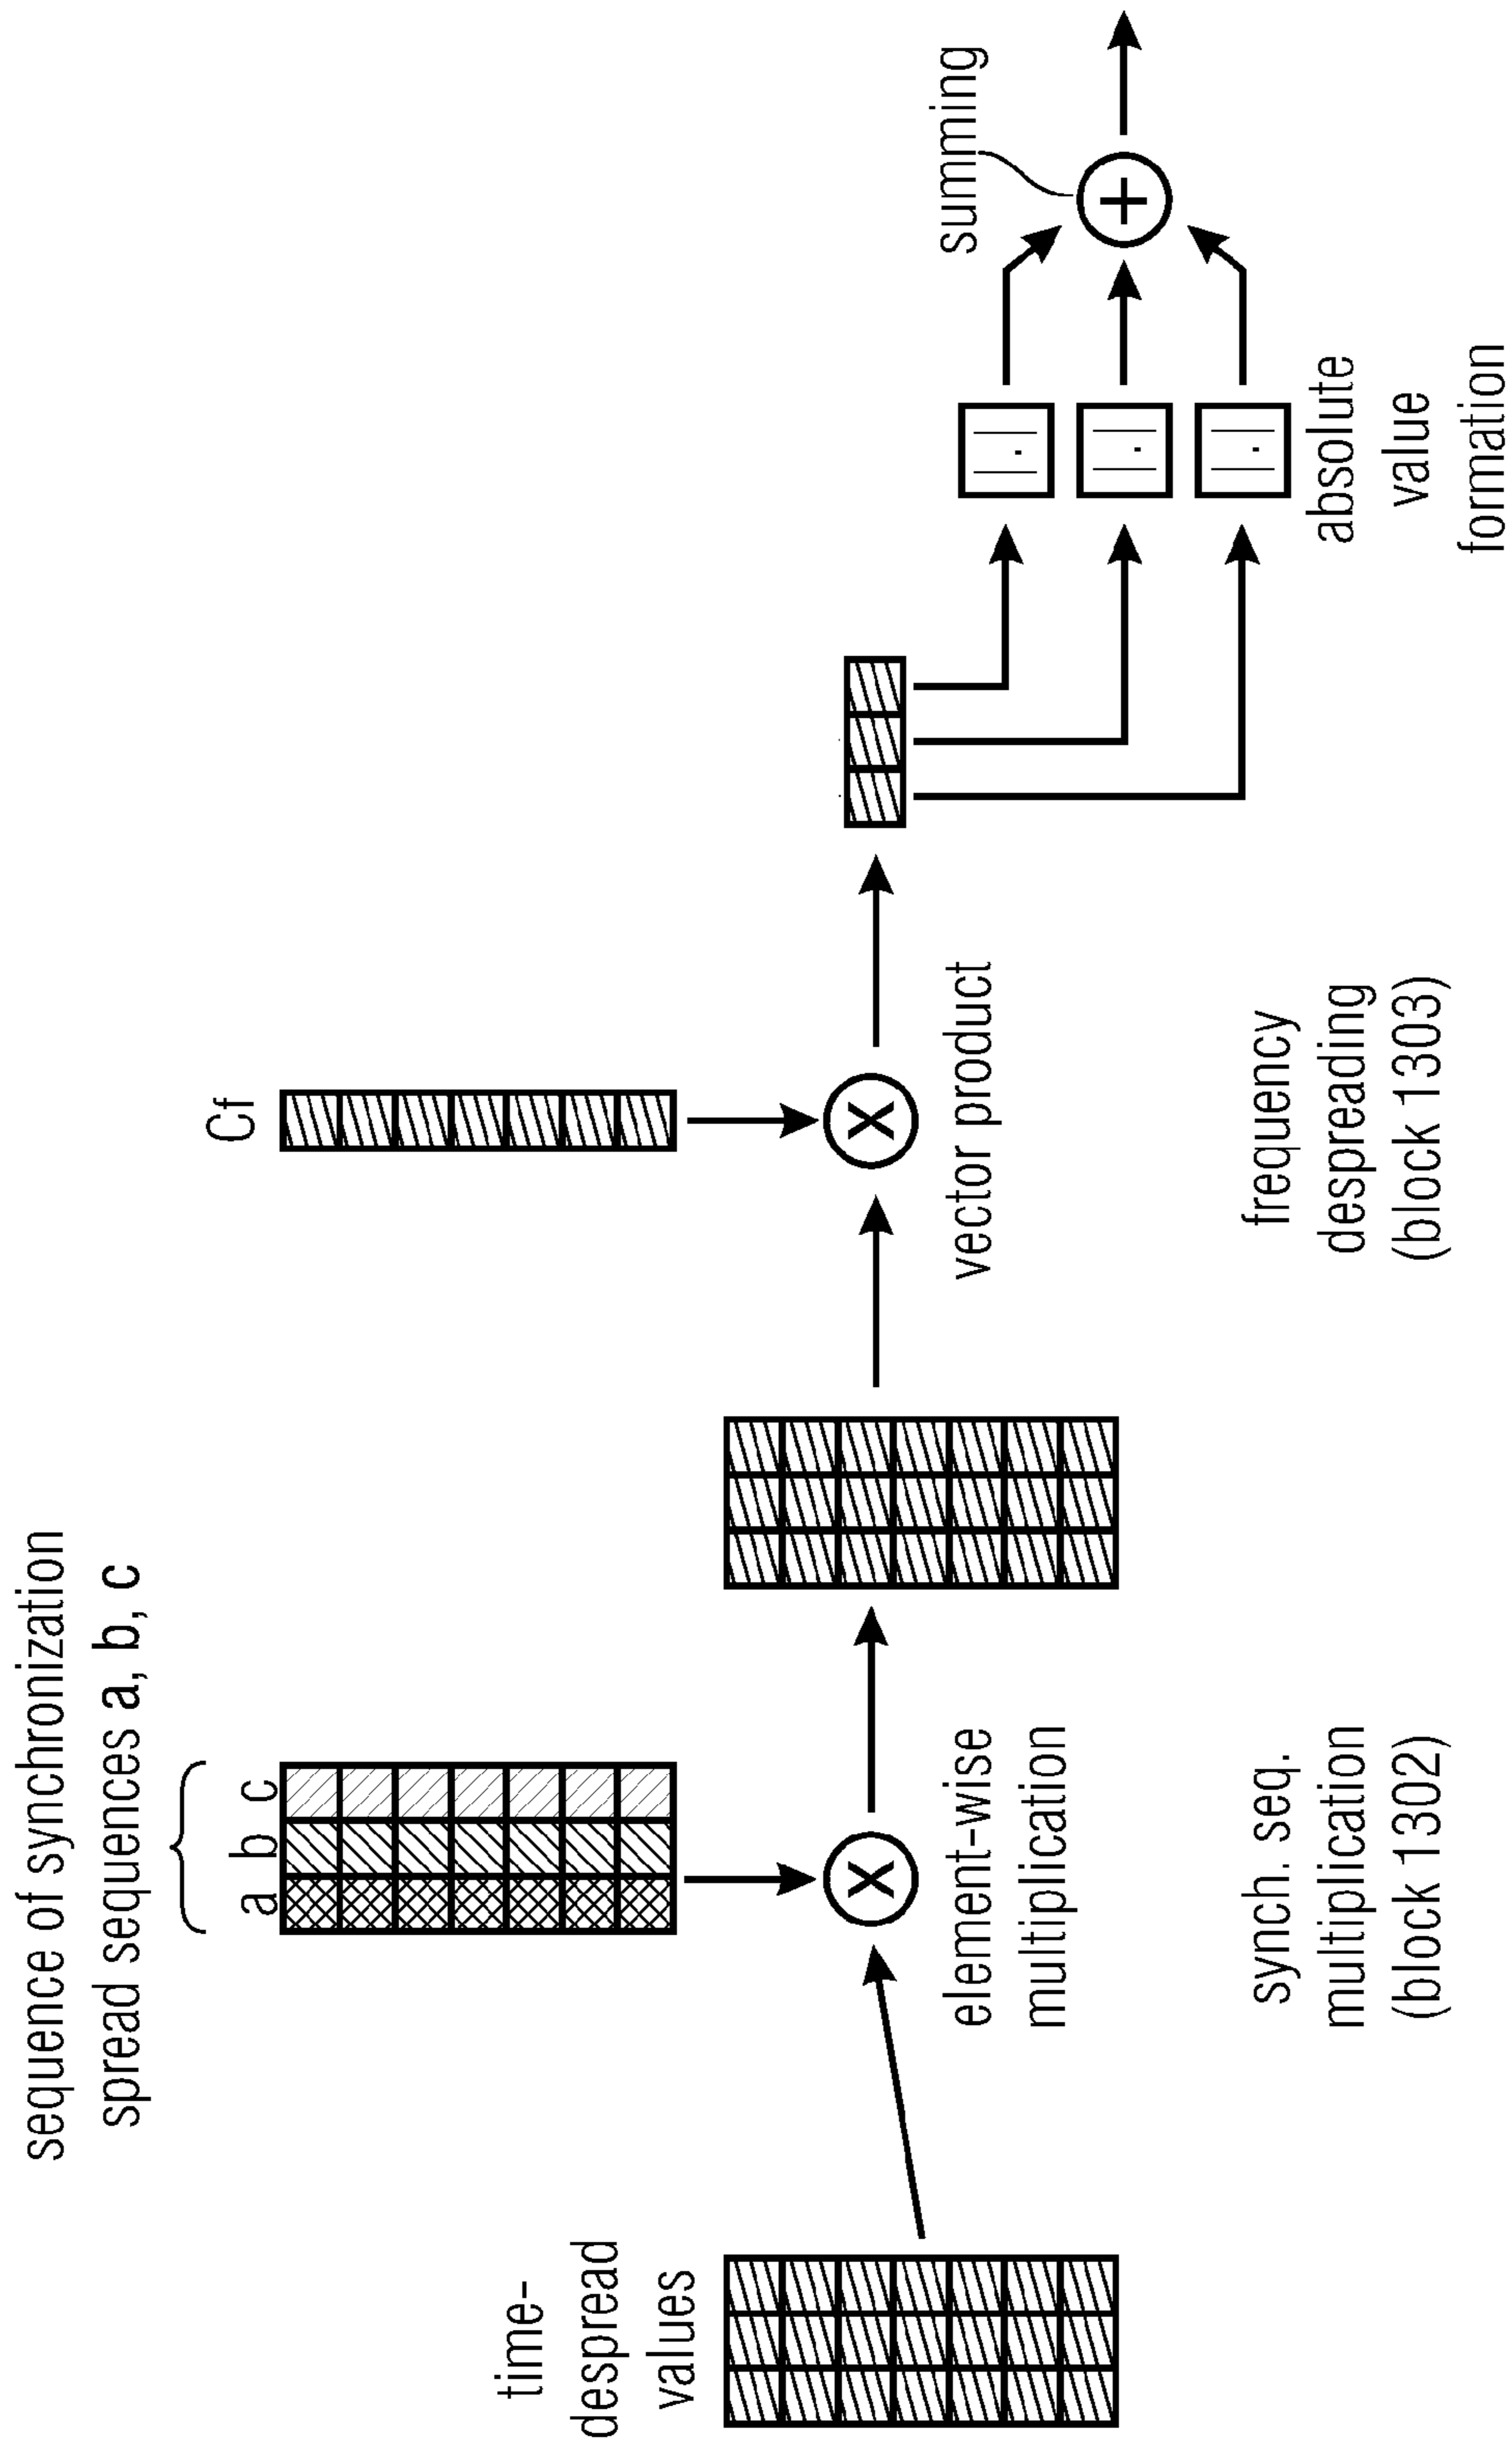 sequence of synchronization
spread sequences a, b, c
a b c
Cf
time-
despread
values
element-wise
multiplication
vector product
summing
synch. seq.
multiplication
(block 1302)
frequency
despreading
(block 1303)
absolute
value
formation